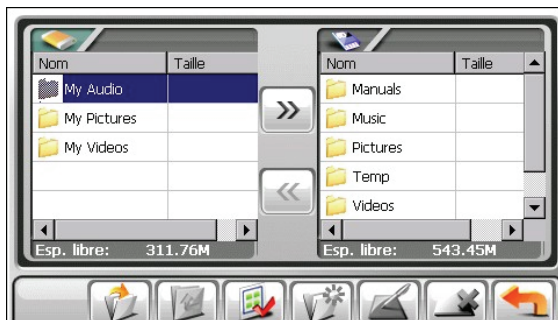 Nom Taille
My Audio
My Pictures
My Videos
Esp. libre: 311.76M
Nom Taille
Manuals
Music
Pictures
Temp
Videos
Esp. libre: 543.45M